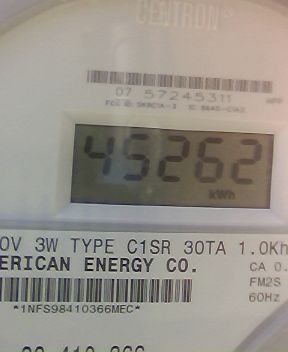 CENTRON®
07 57245311
45262
kWh
0V 3W TYPE C1SR 30TA 1.0Kh
ERICAN ENERGY CO.
CA 0.
FM2S
60Hz
*1NFS98410366MEC*